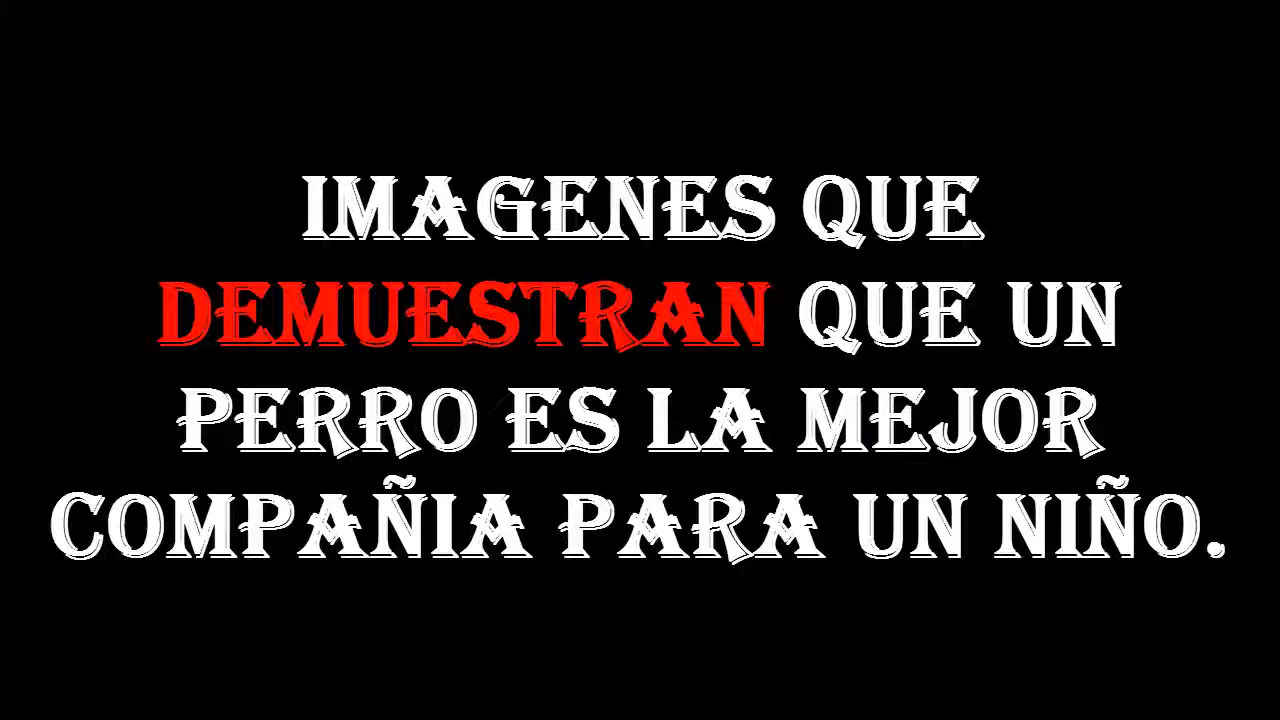 IMAGENES QUE
DEMUESTRAN QUE UN
PERRO ES LA MEJOR
COMPAÑIA PARA UN NIÑO.